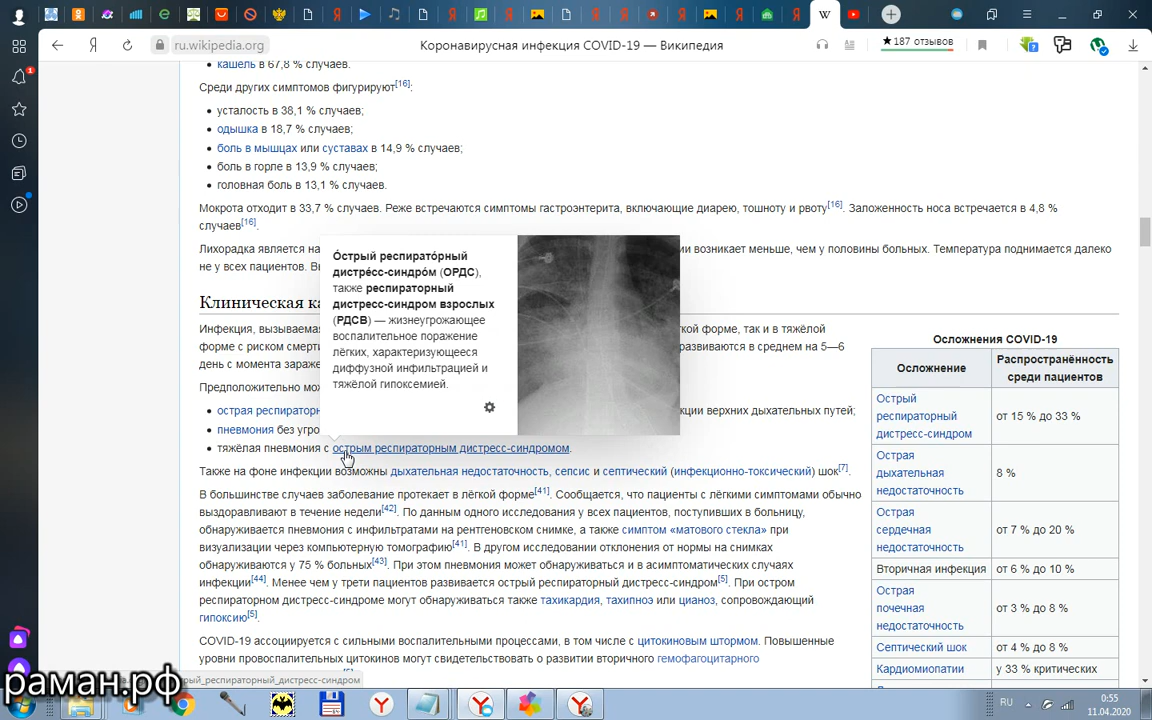 ru.wikipedia.org
Коронавирусная инфекция COVID-19 — Википедия
★ 187 отзывов
кашель в 67,8 % случаев.
Среди других симптомов фигурируют[16]:
усталость в 38,1 % случаев;
одышка в 18,7 % случаев;
боль в мышцах или суставах в 14,9 % случаев;
боль в горле в 13,9 % случаев;
головная боль в 13,1 % случаев.
Мокрота отходит в 33,7 % случаев. Реже встречаются симптомы гастроэнтерита, включающие диарею, тошноту и рвоту[16]. Заложенность носа встречается в 4,8 %
случаев[16].
Лихорадка является на
ии возникает меньше, чем у половины больных. Температура поднимается далеко
не у всех пациентов. Вы
О́стрый респирато́рный
дистре́сс-синдро́м (ОРДС),
также респираторный
дистресс-синдром взрослых
(РДСВ) — жизнеугрожающее
воспалительное поражение
лёгких, характеризующееся
диффузной инфильтрацией и
тяжёлой гипоксемией.
Клиническая ка
Инфекция, вызываема
гкой форме, так и в тяжёлой
форме с риском смерти
развиваются в среднем на 5—6
день с момента зараже
Предположительно мож
острая респираторн
кции верхних дыхательных путей;
пневмония без угро
тяжёлая пневмония с острым респираторным дистресс-синдромом.
Также на фоне инфекции возможны дыхательная недостаточность, сепсис и септический (инфекционно-токсический) шок[7].
В большинстве случаев заболевание протекает в лёгкой форме[41]. Сообщается, что пациенты с лёгкими симптомами обычно
выздоравливают в течение недели[42]. По данным одного исследования у всех пациентов, поступивших в больницу,
обнаруживается пневмония с инфильтратами на рентгеновском снимке, а также симптом «матового стекла» при
визуализации через компьютерную томографию[41]. В другом исследовании отклонения от нормы на снимках
обнаруживаются у 75 % больных[43]. При этом пневмония может обнаруживаться и в асимптоматических случаях
инфекции[44]. Менее чем у трети пациентов развивается острый респираторный дистресс-синдром[5]. При остром
респираторном дистресс-синдроме могут обнаруживаться также тахикардия, тахипноэ или цианоз, сопровождающий
гипоксию[5].
COVID-19 ассоциируется с сильными воспалительными процессами, в том числе с цитокиновым штормом. Повышенные
уровни провоспалительных цитокинов могут свидетельствовать о развитии вторичного гемофагоцитарного
Осложнения COVID-19
Осложнение
Распространённость
среди пациентов
Острый
респираторный
дистресс-синдром
от 15 % до 33 %
Острая
дыхательная
недостаточность
8 %
Острая
сердечная
недостаточность
от 7 % до 20 %
Вторичная инфекция
от 6 % до 10 %
Острая
почечная
недостаточность
от 3 % до 8 %
Септический шок
от 4 % до 8 %
Кардиомиопатии
у 33 % критических
рый_респираторный_дистресс-синдром
раман.рф
RU
0:55
11.04.2020